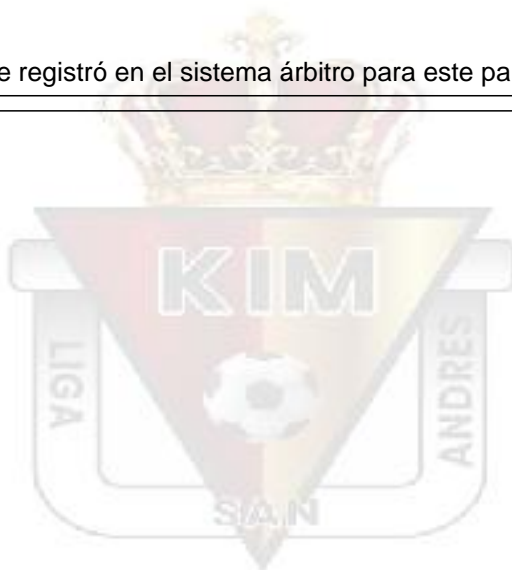 e registró en el sistema árbitro para este pa
KIM
LIGA
ANDRES
SAN